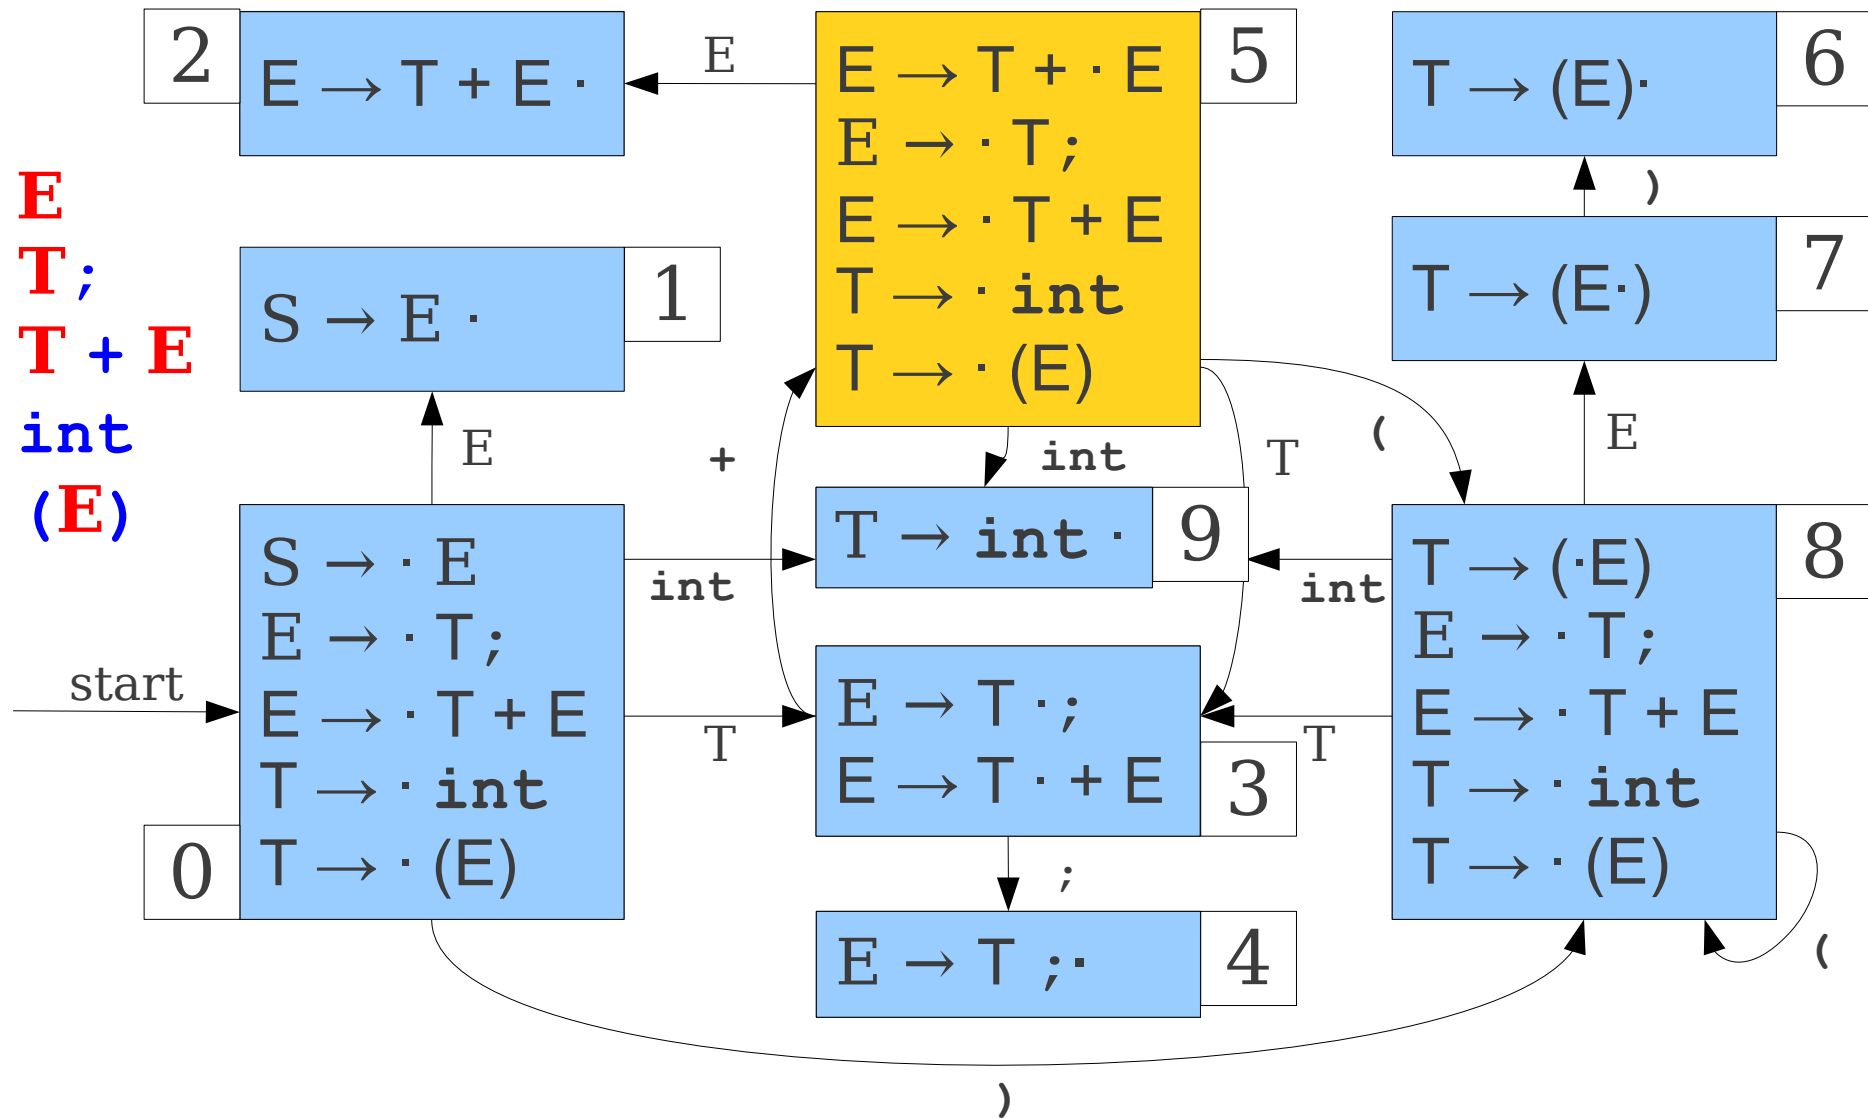 E
T ;
T + E
int
(E)
start
2
E → T + E ·
E
5
E → T + · E
E → · T ;
E → · T + E
T → · int
T → · (E)
6
T → (E)·
)
7
T → (E·)
E
1
S → E ·
E
+
int
T
(
9
T → int ·
int
int
0
S → · E
E → · T ;
E → · T + E
T → · int
T → · (E)
T
3
E → T · ;
E → T · + E
T
;
4
E → T ; ·
8
T → (·E)
E → · T ;
E → · T + E
T → · int
T → · (E)
(
)